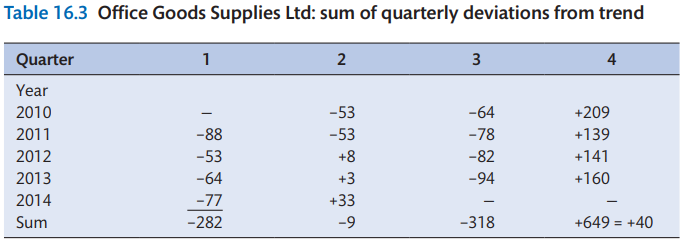 Table 16.3 Office Goods Supplies Ltd: sum of quarterly deviations from trend
Quarter 1 2 3 4
Year
2010 – –53 –64 +209
2011 –88 –53 –78 +139
2012 –53 +8 –82 +141
2013 –64 +3 –94 +160
2014 –77 +33 – –
Sum –282 –9 –318 +649 = +40